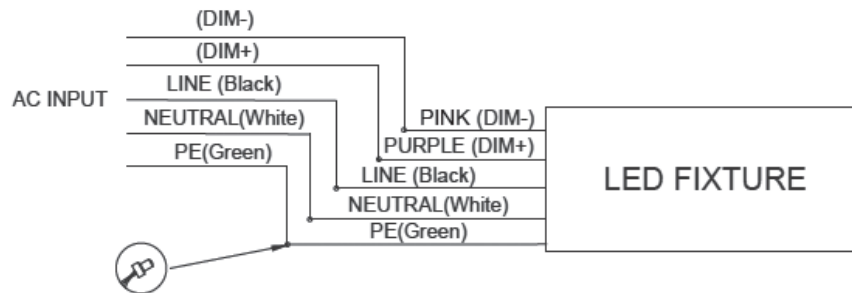 (DIM-)
(DIM+)
LINE (Black)
AC INPUT
NEUTRAL(White)
PE(Green)
PINK (DIM-)
PURPLE (DIM+)
LINE (Black)
NEUTRAL(White)
PE(Green)
LED FIXTURE